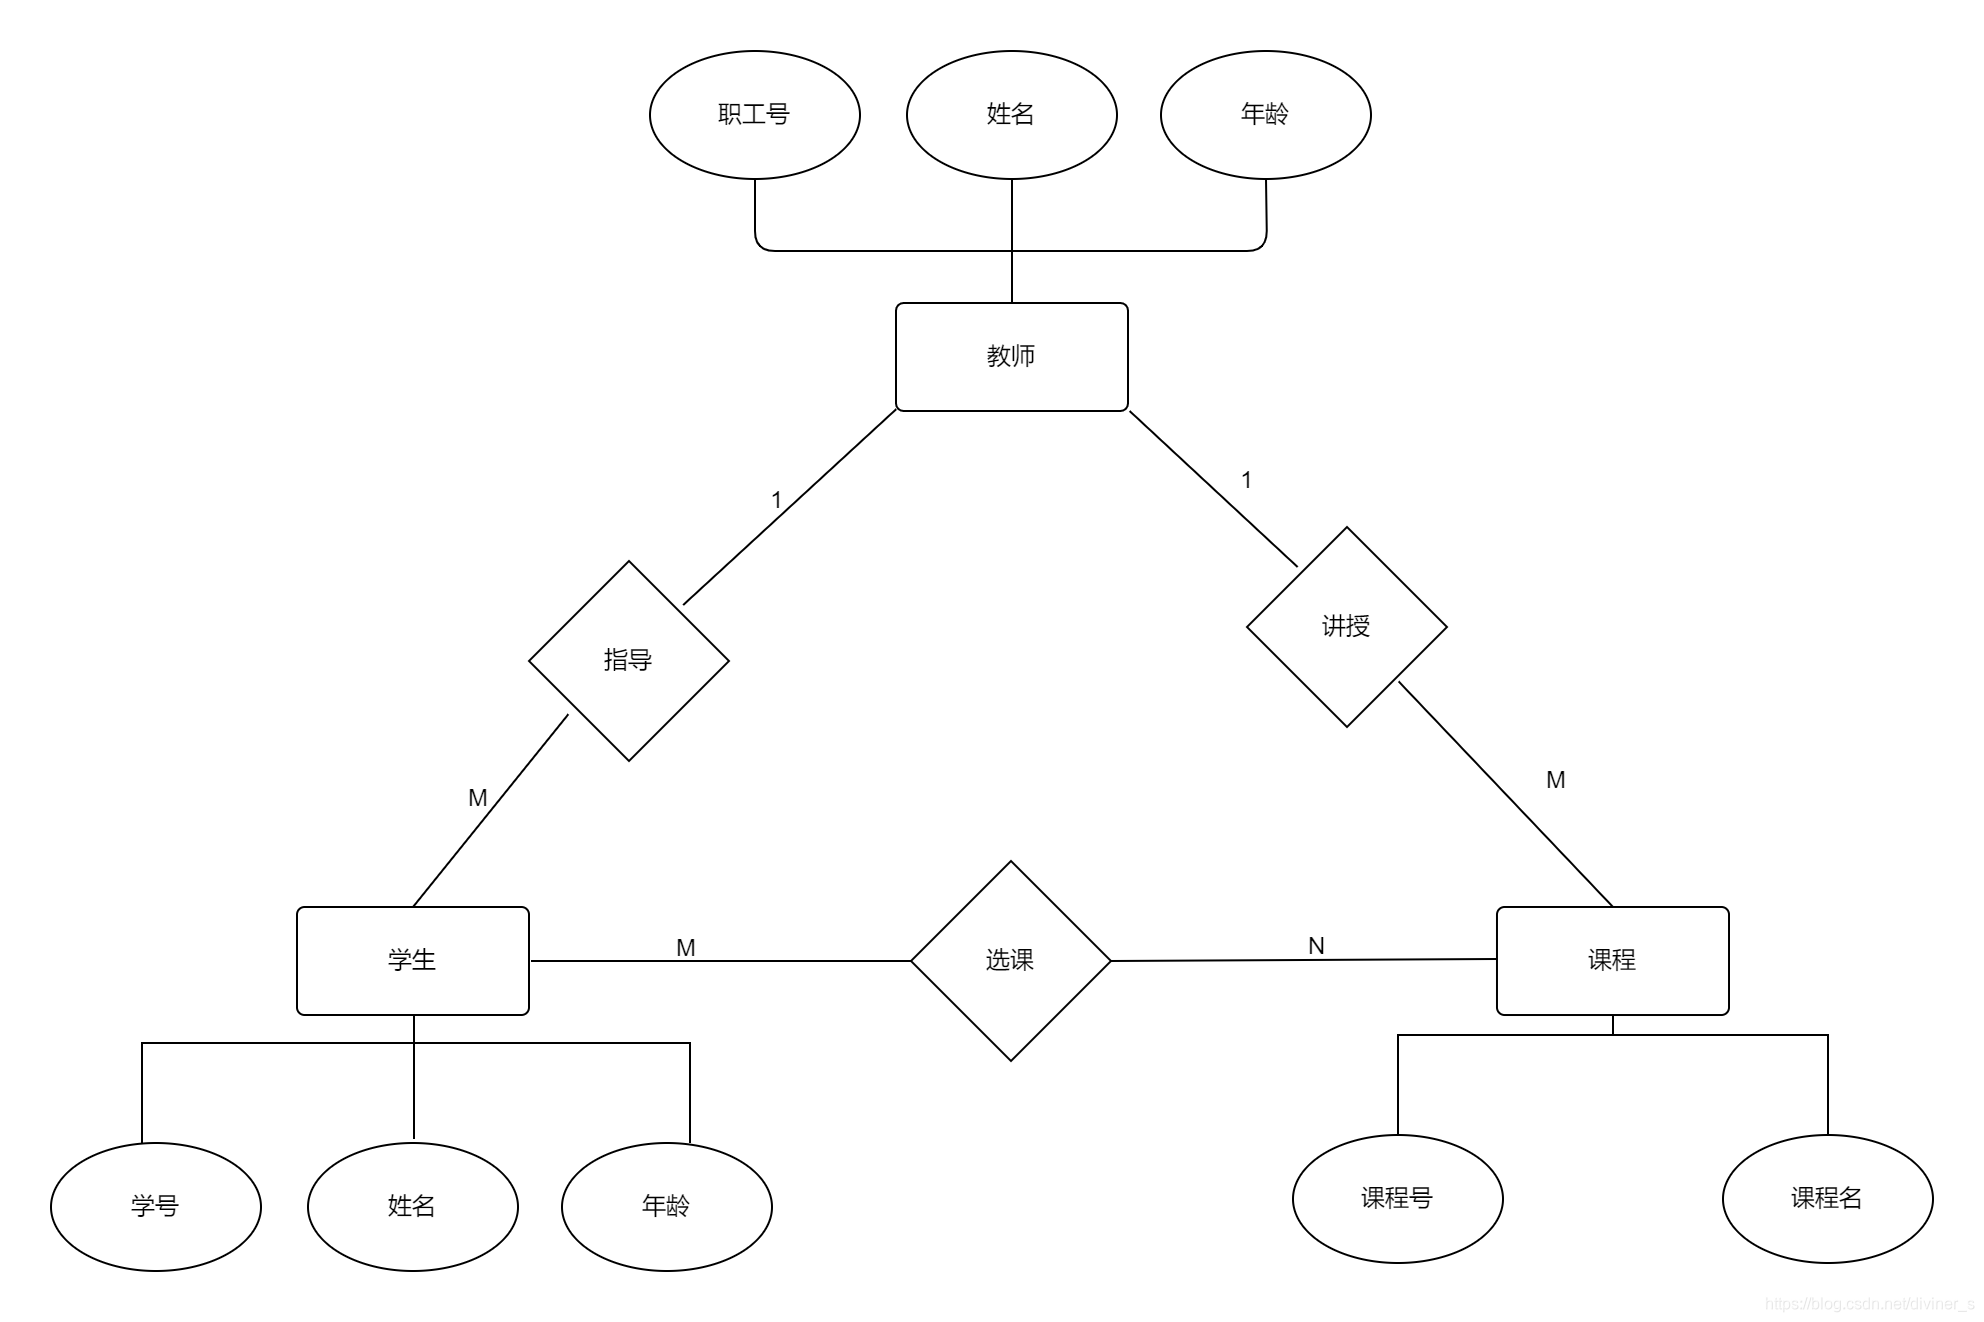 职工号
姓名
年龄
教师
1
1
指导
讲授
M
M
学生
M
选课
N
课程
学号
姓名
年龄
课程号
课程名
https://blog.csdn.net/diviner_s